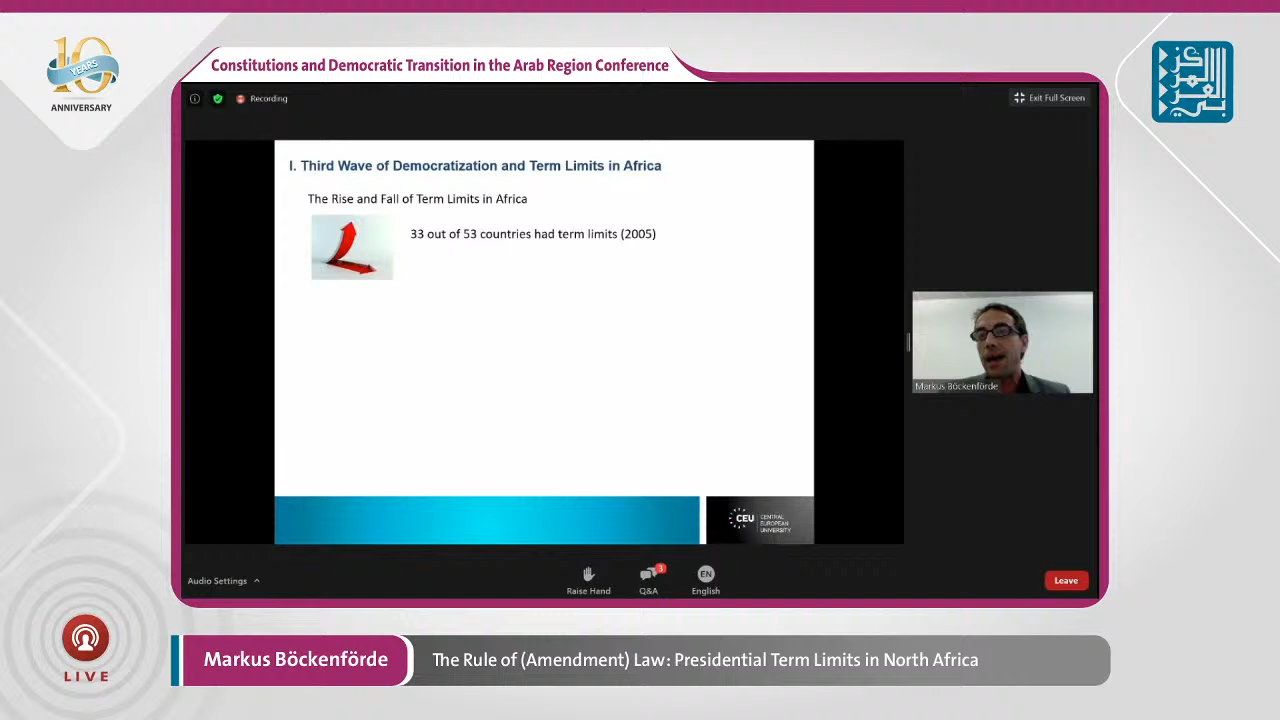 10
YEARS
ANNIVERSARY
Constitutions and Democratic Transition in the Arab Region Conference
المركز
العربي
Recording
Exit Full Screen
I. Third Wave of Democratization and Term Limits in Africa
The Rise and Fall of Term Limits in Africa
33 out of 53 countries had term limits (2005)
Markus Böckenförde
CEU
CENTRAL
EUROPEAN
UNIVERSITY
Audio Settings
Raise Hand
3
Q&A
EN
English
Leave
LIVE
Markus Böckenförde
The Rule of (Amendment) Law: Presidential Term Limits in North Africa